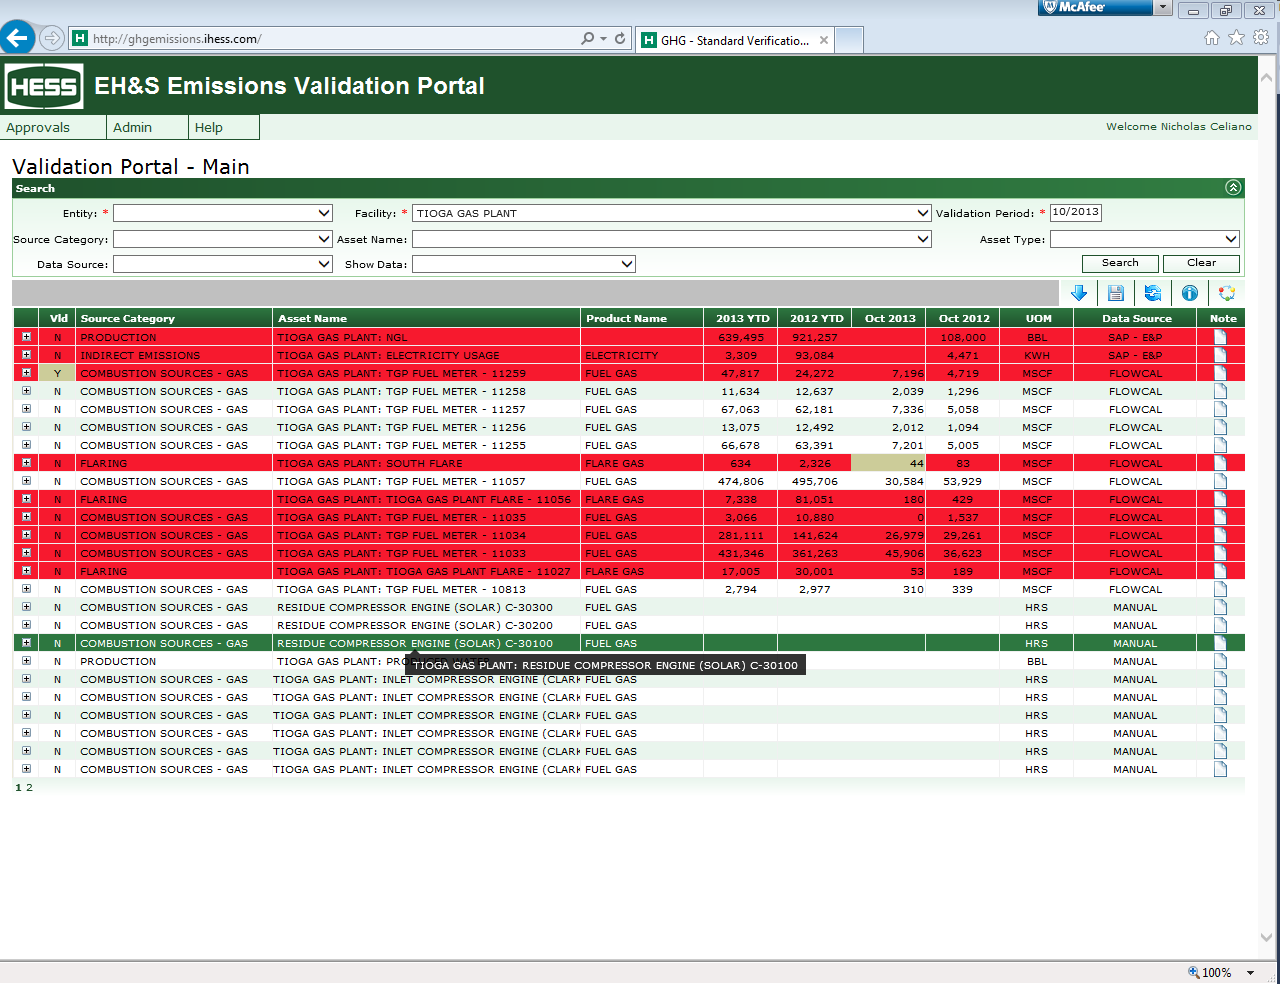 McAfee
http://ghgemissions.ihess.com/
GHG - Standard Verificatio...
HESS EH&S Emissions Validation Portal
Approvals Admin Help Welcome Nicholas Celiano
Validation Portal - Main
Search
Entity: * Facility: * TIOGA GAS PLANT Validation Period: * 10/2013
Source Category: Asset Name: Asset Type:
Data Source: Show Data: Search Clear
Vld Source Category Asset Name Product Name 2013 YTD 2012 YTD Oct 2013 Oct 2012 UOM Data Source Note
N PRODUCTION TIOGA GAS PLANT: NGL 639,495 921,257 108,000 BBL SAP - E&P
N INDIRECT EMISSIONS TIOGA GAS PLANT: ELECTRICITY USAGE ELECTRICITY 3,309 93,084 4,471 KWH SAP - E&P
Y COMBUSTION SOURCES - GAS TIOGA GAS PLANT: TGP FUEL METER - 11259 FUEL GAS 47,817 24,272 7,196 4,719 MSCF FLOWCAL
N COMBUSTION SOURCES - GAS TIOGA GAS PLANT: TGP FUEL METER - 11258 FUEL GAS 11,634 12,637 2,039 1,296 MSCF FLOWCAL
N COMBUSTION SOURCES - GAS TIOGA GAS PLANT: TGP FUEL METER - 11257 FUEL GAS 67,063 62,181 7,336 5,058 MSCF FLOWCAL
N COMBUSTION SOURCES - GAS TIOGA GAS PLANT: TGP FUEL METER - 11256 FUEL GAS 13,075 12,492 2,012 1,094 MSCF FLOWCAL
N COMBUSTION SOURCES - GAS TIOGA GAS PLANT: TGP FUEL METER - 11255 FUEL GAS 66,678 63,391 7,201 5,005 MSCF FLOWCAL
N FLARING TIOGA GAS PLANT: SOUTH FLARE FLARE GAS 634 2,326 44 83 MSCF FLOWCAL
N COMBUSTION SOURCES - GAS TIOGA GAS PLANT: TGP FUEL METER - 11057 FUEL GAS 474,806 495,706 30,584 53,929 MSCF FLOWCAL
N FLARING TIOGA GAS PLANT: TIOGA GAS PLANT FLARE - 11056 FLARE GAS 7,338 81,051 180 429 MSCF FLOWCAL
N COMBUSTION SOURCES - GAS TIOGA GAS PLANT: TGP FUEL METER - 11035 FUEL GAS 3,066 10,880 0 1,537 MSCF FLOWCAL
N COMBUSTION SOURCES - GAS TIOGA GAS PLANT: TGP FUEL METER - 11034 FUEL GAS 281,111 141,624 26,979 29,261 MSCF FLOWCAL
N COMBUSTION SOURCES - GAS TIOGA GAS PLANT: TGP FUEL METER - 11033 FUEL GAS 431,346 361,263 45,906 36,623 MSCF FLOWCAL
N FLARING TIOGA GAS PLANT: TIOGA GAS PLANT FLARE - 11027 FLARE GAS 17,005 30,001 53 189 MSCF FLOWCAL
N COMBUSTION SOURCES - GAS TIOGA GAS PLANT: TGP FUEL METER - 10813 FUEL GAS 2,794 2,977 310 339 MSCF FLOWCAL
N COMBUSTION SOURCES - GAS RESIDUE COMPRESSOR ENGINE (SOLAR) C-30300 FUEL GAS HRS MANUAL
N COMBUSTION SOURCES - GAS RESIDUE COMPRESSOR ENGINE (SOLAR) C-30200 FUEL GAS HRS MANUAL
N COMBUSTION SOURCES - GAS RESIDUE COMPRESSOR ENGINE (SOLAR) C-30100 FUEL GAS HRS MANUAL
N PRODUCTION TIOGA GAS PLANT: BBL MANUAL
TIOGA GAS PLANT: RESIDUE COMPRESSOR ENGINE (SOLAR) C-30100
N COMBUSTION SOURCES - GAS TIOGA GAS PLANT: INLET COMPRESSOR ENGINE (CLARK FUEL GAS HRS MANUAL
N COMBUSTION SOURCES - GAS TIOGA GAS PLANT: INLET COMPRESSOR ENGINE (CLARK FUEL GAS HRS MANUAL
N COMBUSTION SOURCES - GAS TIOGA GAS PLANT: INLET COMPRESSOR ENGINE (CLARK FUEL GAS HRS MANUAL
N COMBUSTION SOURCES - GAS TIOGA GAS PLANT: INLET COMPRESSOR ENGINE (CLARK FUEL GAS HRS MANUAL
N COMBUSTION SOURCES - GAS TIOGA GAS PLANT: INLET COMPRESSOR ENGINE (CLARK FUEL GAS HRS MANUAL
N COMBUSTION SOURCES - GAS TIOGA GAS PLANT: INLET COMPRESSOR ENGINE (CLARK FUEL GAS HRS MANUAL
1 2
100%